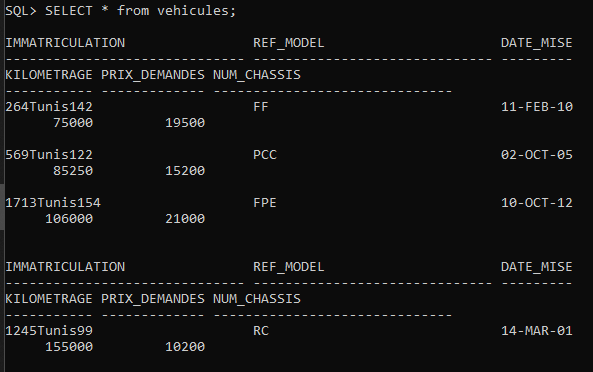 SQL> SELECT * from vehicules;
IMMATRICULATION REF_MODEL DATE_MISE
------------------------------ ------------------------------ ---------
KILOMETRAGE PRIX_DEMANDES NUM_CHASSIS
----------- ------------- ------------------------------
264Tunis142 FF 11-FEB-10
75000 19500
569Tunis122 PCC 02-OCT-05
85250 15200
1713Tunis154 FPE 10-OCT-12
106000 21000
IMMATRICULATION REF_MODEL DATE_MISE
------------------------------ ------------------------------ ---------
KILOMETRAGE PRIX_DEMANDES NUM_CHASSIS
----------- ------------- ------------------------------
1245Tunis99 RC 14-MAR-01
155000 10200